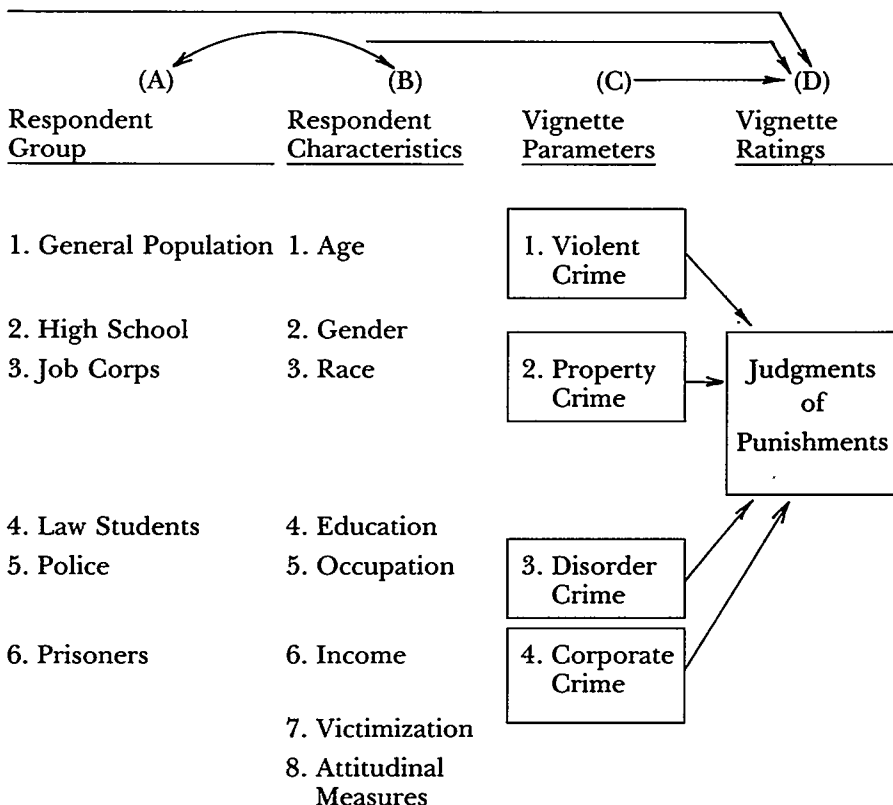 (A) (B) (C) (D)
Respondent Group
Respondent Characteristics
Vignette Parameters
Vignette Ratings
1. General Population
2. High School
3. Job Corps
4. Law Students
5. Police
6. Prisoners
1. Age
2. Gender
3. Race
4. Education
5. Occupation
6. Income
7. Victimization
8. Attitudinal
Measures
1. Violent
Crime
2. Property
Crime
3. Disorder
Crime
4. Corporate
Crime
Judgments
of
Punishments